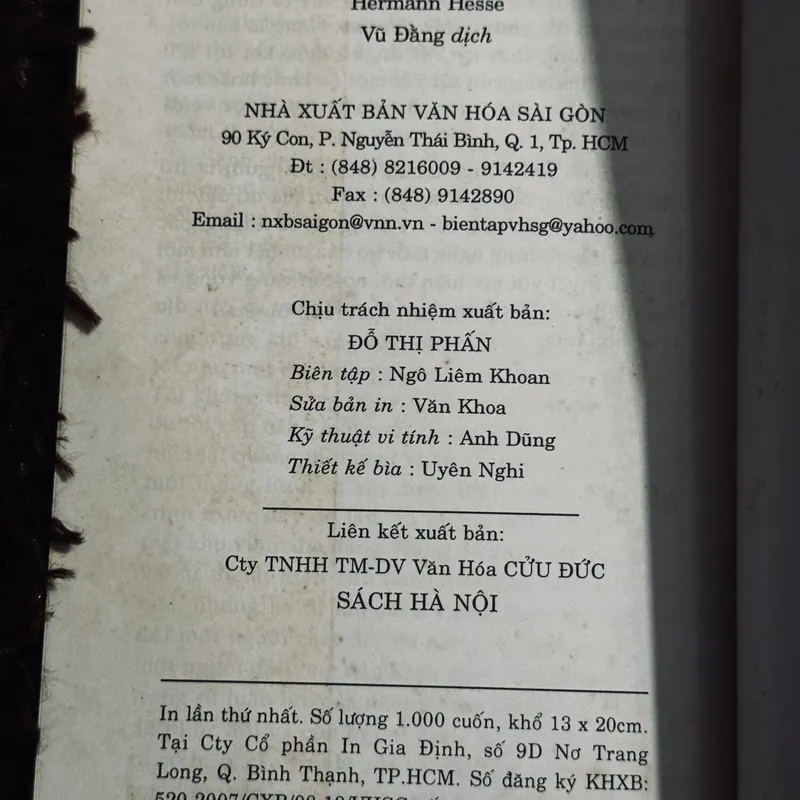 Hermann Hesse
Vũ Đằng dịch
NHÀ XUẤT BẢN VĂN HÓA SÀI GÒN
90 Ký Con, P. Nguyễn Thái Bình, Q. 1, Tp. HCM
Đt : (848) 8216009 - 9142419
Fax : (848) 9142890
Email : nxbsaigon@vnn.vn - bientapvhsg@yahoo.com
Chịu trách nhiệm xuất bản:
ĐỖ THỊ PHẤN
Biên tập : Ngô Liêm Khoan
Sửa bản in : Văn Khoa
Kỹ thuật vi tính : Anh Dũng
Thiết kế bìa : Uyên Nghi
Liên kết xuất bản:
Cty TNHH TM-DV Văn Hóa CỬU ĐỨC
SÁCH HÀ NỘI
In lần thứ nhất. Số lượng 1.000 cuốn, khổ 13 x 20cm.
Tại Cty Cổ phần In Gia Định, số 9D Nơ Trang
Long, Q. Bình Thạnh, TP.HCM. Số đăng ký KHXB: